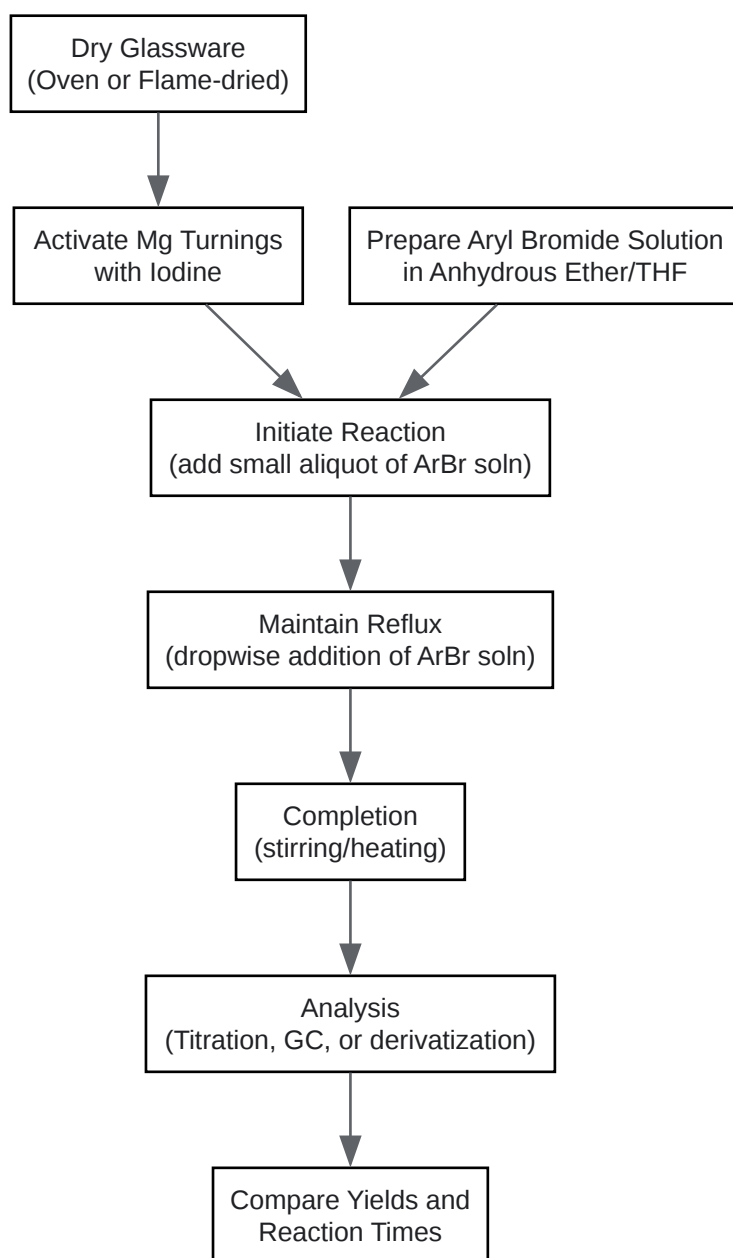 Dry Glassware
(Oven or Flame-dried)
Activate Mg Turnings
with Iodine
Prepare Aryl Bromide Solution
in Anhydrous Ether/THF
Initiate Reaction
(add small aliquot of ArBr soln)
Maintain Reflux
(dropwise addition of ArBr soln)
Completion
(stirring/heating)
Analysis
(Titration, GC, or derivatization)
Compare Yields and
Reaction Times